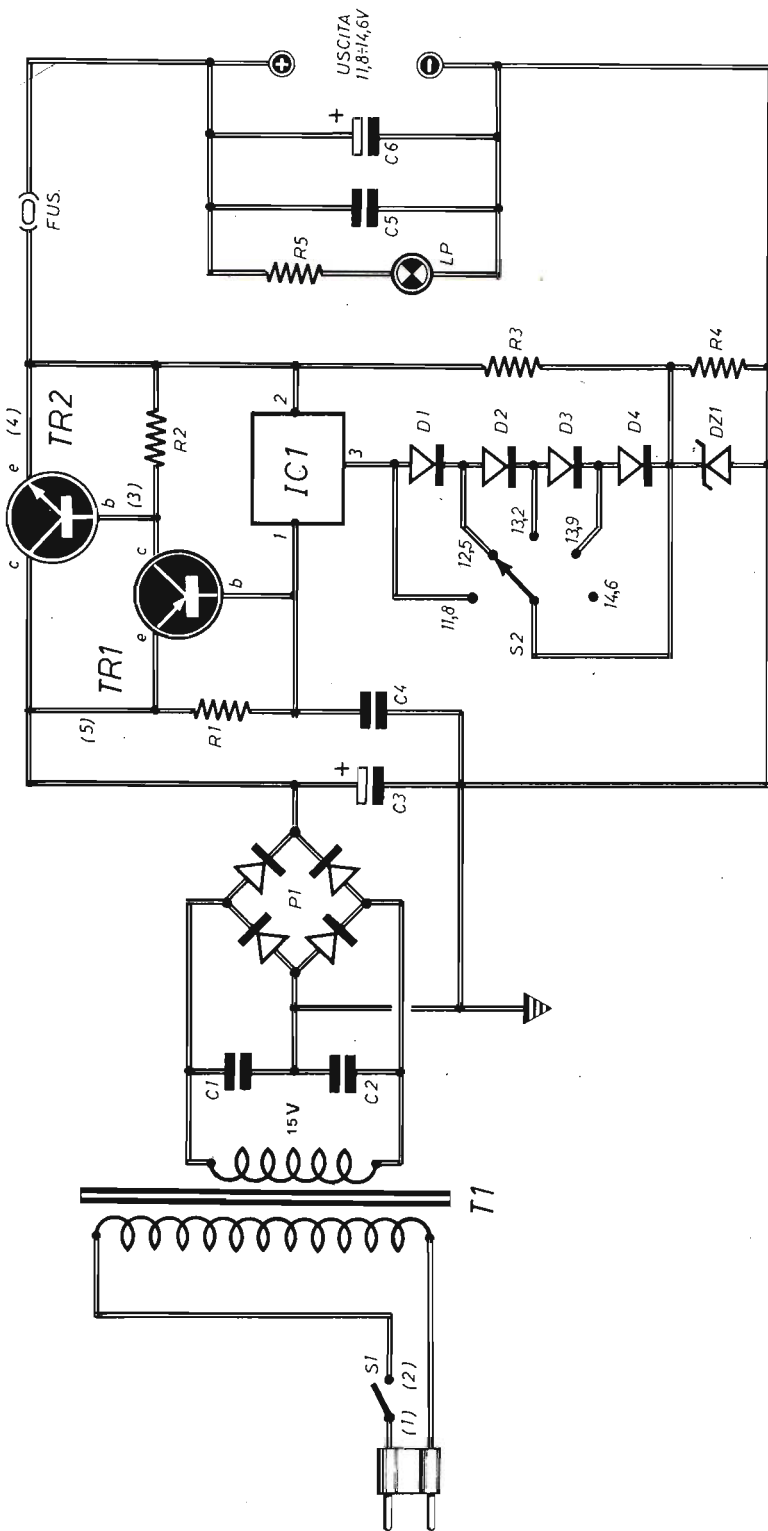 S1
(1)
(2)
T1
15V
C1
C2
P1
C3
+
C4
R1
(5)
TR1
e
b
c
TR2
c
b
e
(3)
(4)
R2
IC1
1
2
3
S2
11,8
12,5
13,2
13,9
14,6
D1
D2
D3
D4
DZ1
R3
R4
FUS.
R5
LP
C5
C6
+
+
USCITA
11,8÷14,6V
−